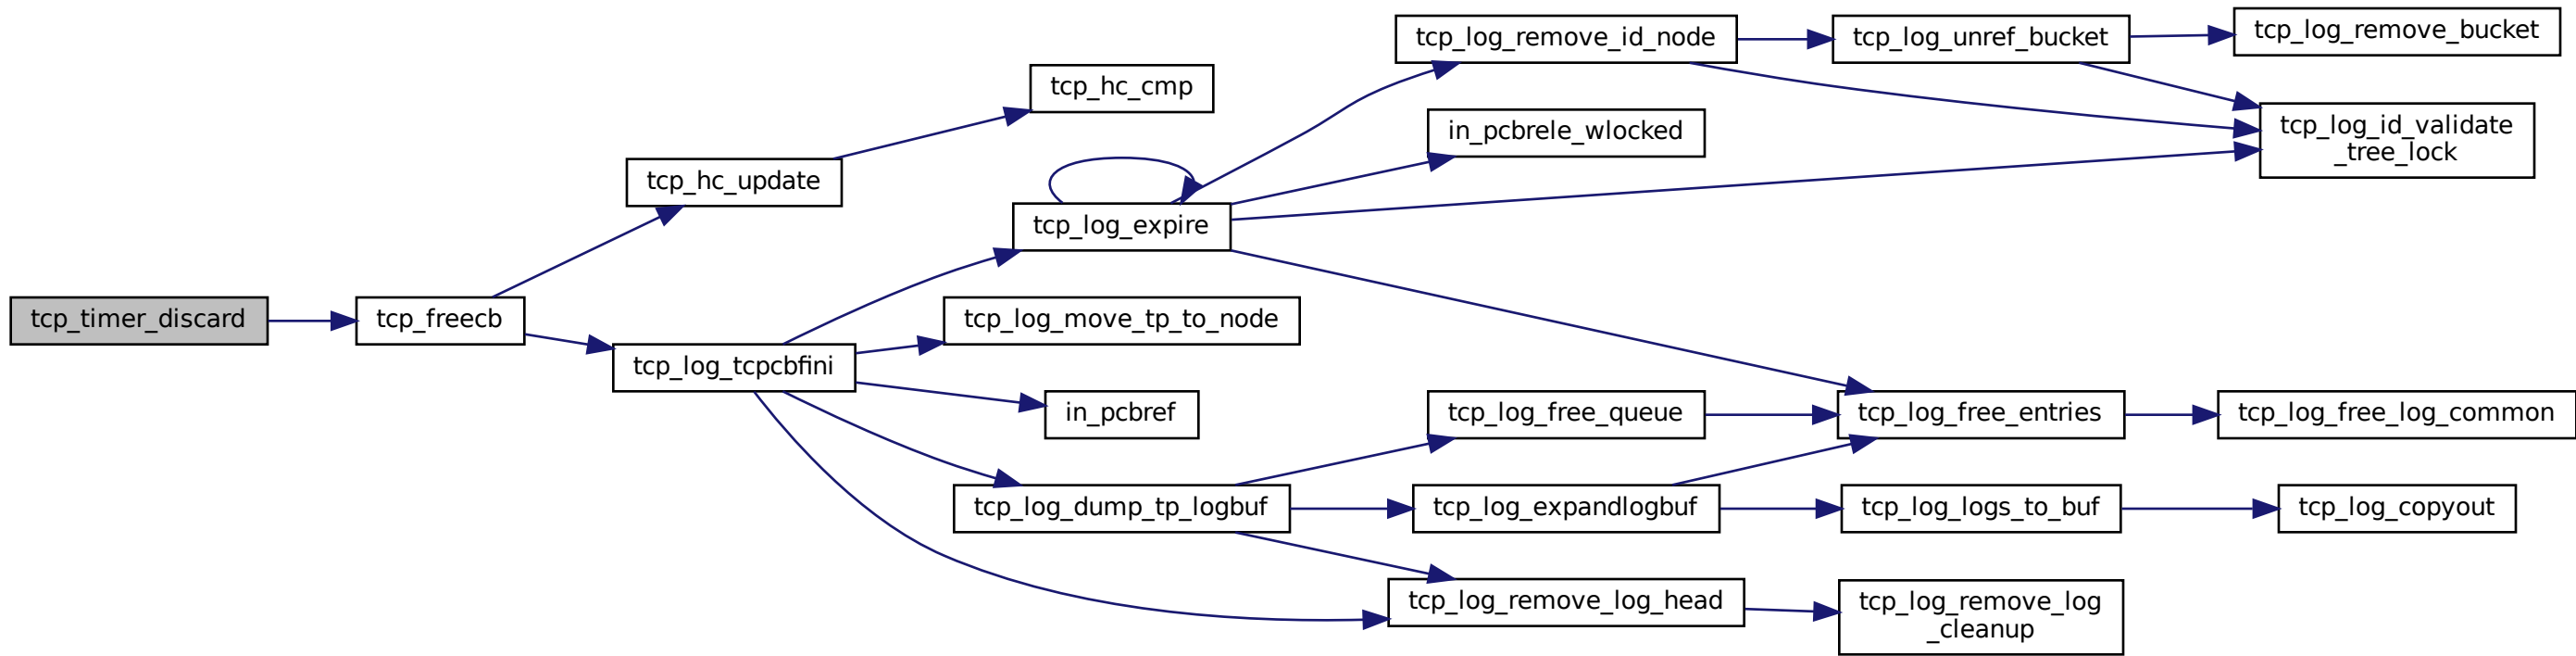 tcp_timer_discard
tcp_freecb
tcp_hc_update
tcp_hc_cmp
tcp_log_tcpcbfini
tcp_log_expire
tcp_log_remove_id_node
tcp_log_unref_bucket
tcp_log_remove_bucket
tcp_log_id_validate
_tree_lock
in_pcbrele_wlocked
tcp_log_move_tp_to_node
in_pcbref
tcp_log_dump_tp_logbuf
tcp_log_free_queue
tcp_log_free_entries
tcp_log_free_log_common
tcp_log_expandlogbuf
tcp_log_logs_to_buf
tcp_log_copyout
tcp_log_remove_log_head
tcp_log_remove_log
_cleanup